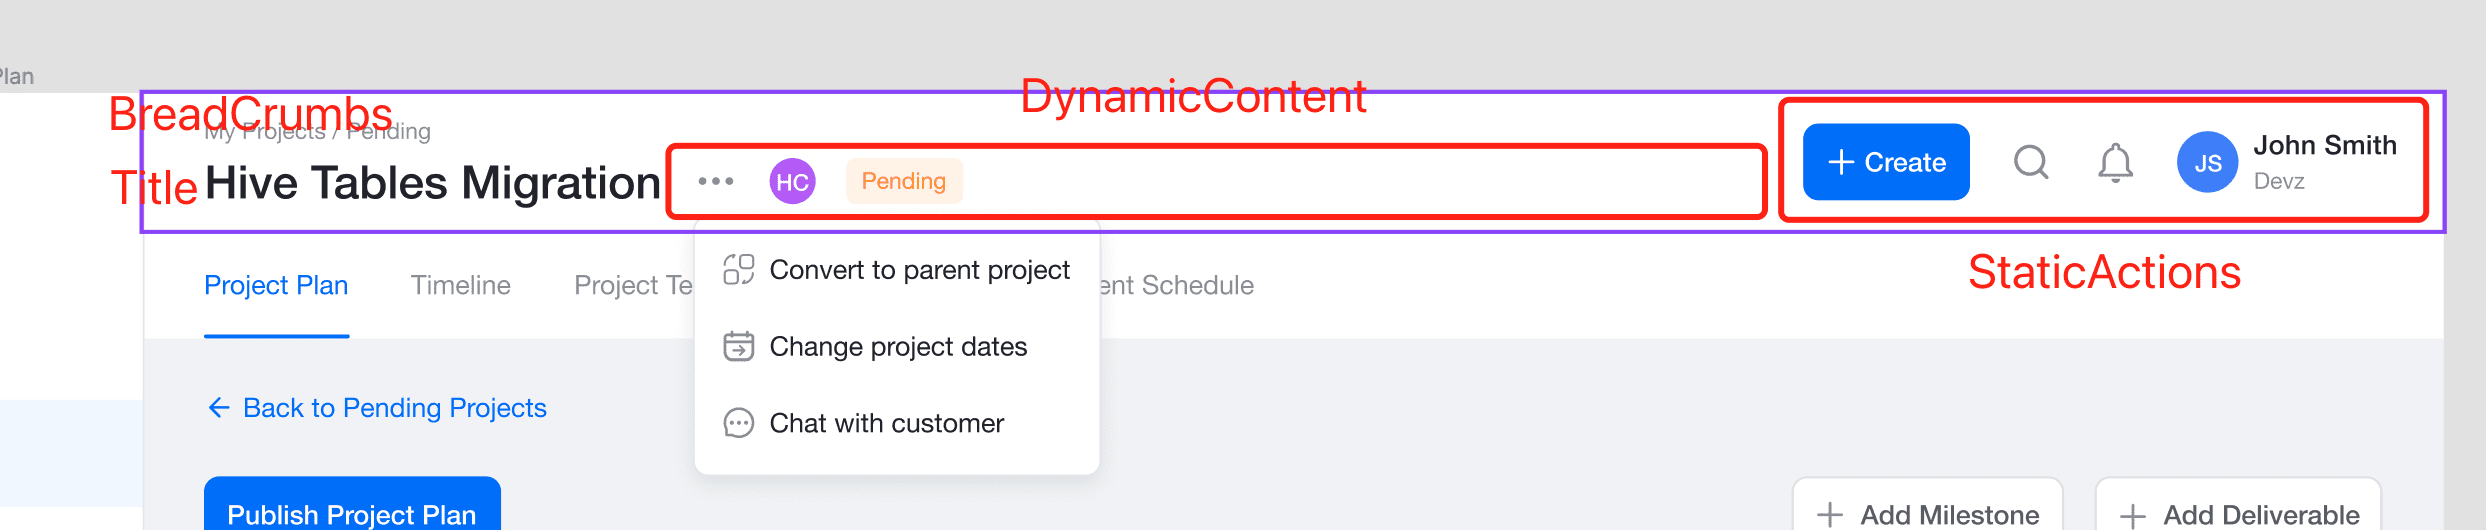 Plan
BreadCrumbs
DynamicContent
My Projects / Pending
Title
Hive Tables Migration
HC
Pending
+ Create
JS
John Smith
Devz
StaticActions
Project Plan
Timeline
Project Te
ent Schedule
Convert to parent project
Change project dates
Chat with customer
← Back to Pending Projects
Publish Project Plan
+ Add Milestone
+ Add Deliverable